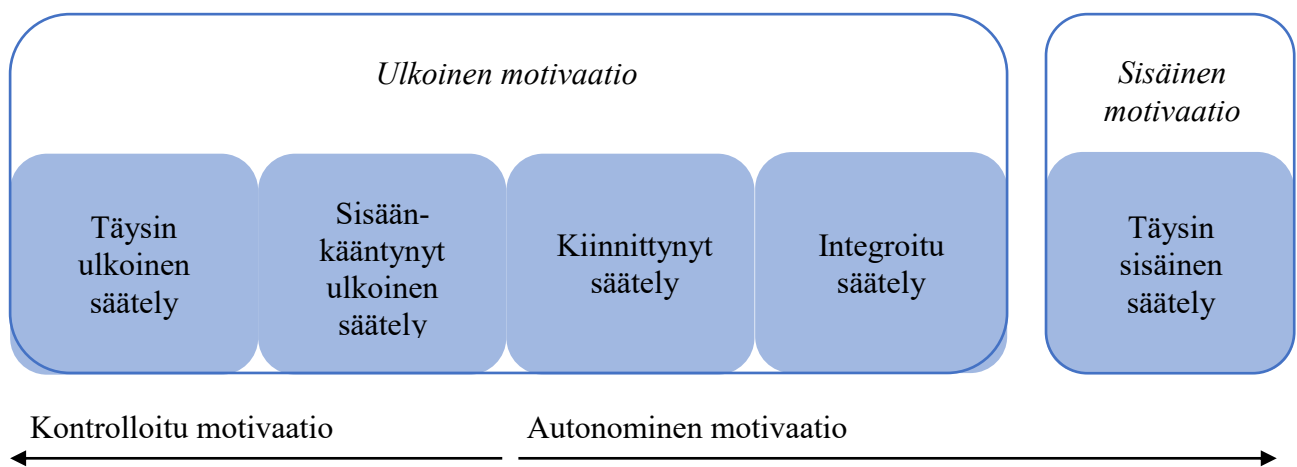 Ulkoinen motivaatio
Sisäinen
motivaatio
Täysin
ulkoinen
säätely
Sisään-
kääntynyt
ulkoinen
säätely
Kiinnittynyt
säätely
Integroitu
säätely
Täysin
sisäinen
säätely
Kontrolloitu motivaatio
Autonominen motivaatio